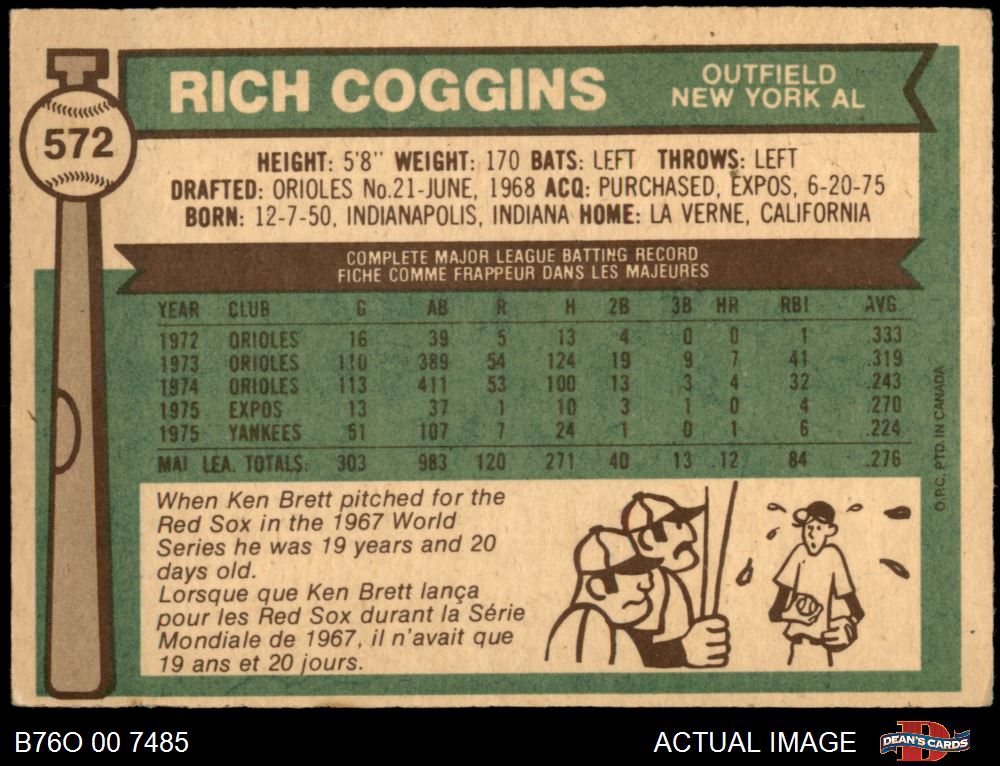 572
RICH COGGINS
OUTFIELD
NEW YORK AL
HEIGHT: 5'8" WEIGHT: 170 BATS: LEFT THROWS: LEFT
DRAFTED: ORIOLES No.21-JUNE, 1968 ACQ: PURCHASED, EXPOS, 6-20-75
BORN: 12-7-50, INDIANAPOLIS, INDIANA HOME: LA VERNE, CALIFORNIA
COMPLETE MAJOR LEAGUE BATTING RECORD
FICHE COMME FRAPPEUR DANS LES MAJEURES
YEAR CLUB G AB R H 2B 3B HR RBI AVG.
1972 ORIOLES 16 39 5 13 4 0 0 1 .333
1973 ORIOLES 110 389 54 124 19 9 7 41 .319
1974 ORIOLES 113 411 53 100 13 3 4 32 .243
1975 EXPOS 13 37 1 10 3 1 0 4 .270
1975 YANKEES 51 107 7 24 1 0 1 6 .224
MAJ. LEA. TOTALS: 303 983 120 271 40 13 12 84 .276
When Ken Brett pitched for the
Red Sox in the 1967 World
Series he was 19 years and 20
days old.
Lorsque que Ken Brett lança
pour les Red Sox durant la Série
Mondiale de 1967, il n'avait que
19 ans et 20 jours.
O.P.C. PTD. IN CANADA
B76O 00 7485
ACTUAL IMAGE
D
DEAN'S CARDS